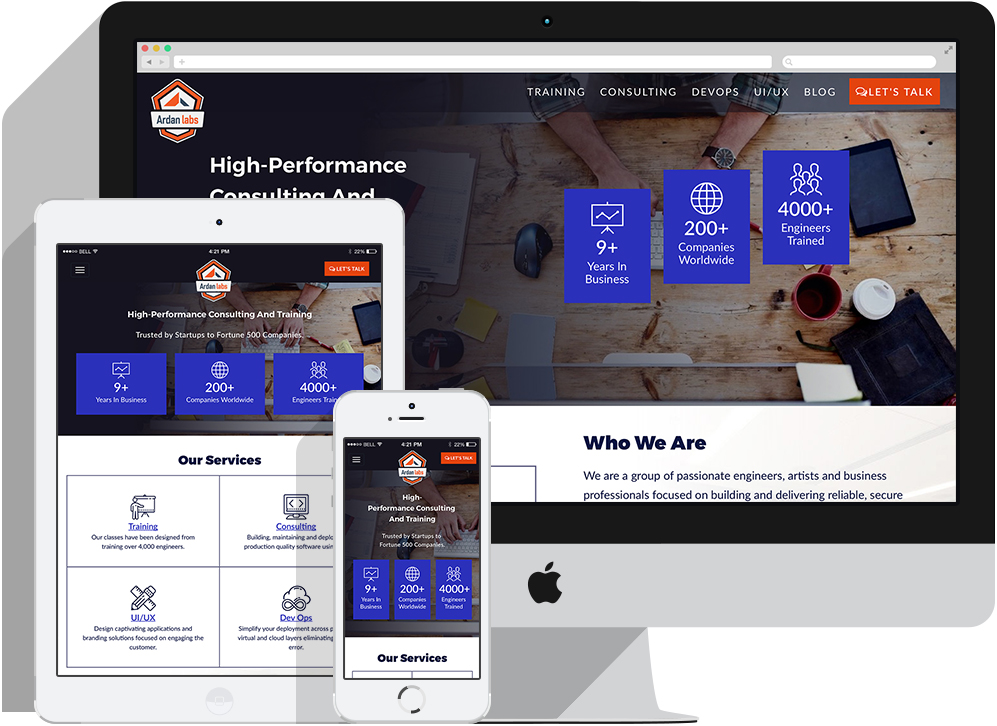 Ardan labs
TRAINING CONSULTING DEVOPS UI/UX BLOG LET'S TALK
High-Performance
Consulting And
9+
Years In
Business
200+
Companies
Worldwide
4000+
Engineers
Trained
Who We Are
We are a group of passionate engineers, artists and business
professionals focused on building and delivering reliable, secure
BELL 4:21 PM 22%
Ardan labs
LET'S TALK
High-Performance Consulting And Training
Trusted by Startups to Fortune 500 Companies.
9+
Years In Business
200+
Companies Worldwide
4000+
Engineers
Our Services
Training
Our classes have been designed from
training over 4,000 engineers.
Consulting
Building, maintaining and
production quality software
UI/UX
Design captivating applications and
branding solutions focused on engaging the
customer.
Dev Ops
Simplify your deployment across
virtual and cloud layers eliminating
error.
BELL 4:21 PM 22%
Ardan labs
LET'S TALK
High-
Performance Consulting
And Training
Trusted by Startups to
Fortune 500 Companies.
9+
Years In
Business
200+
Companies
Worldwide
4000+
Engineers
Trained
Our Services